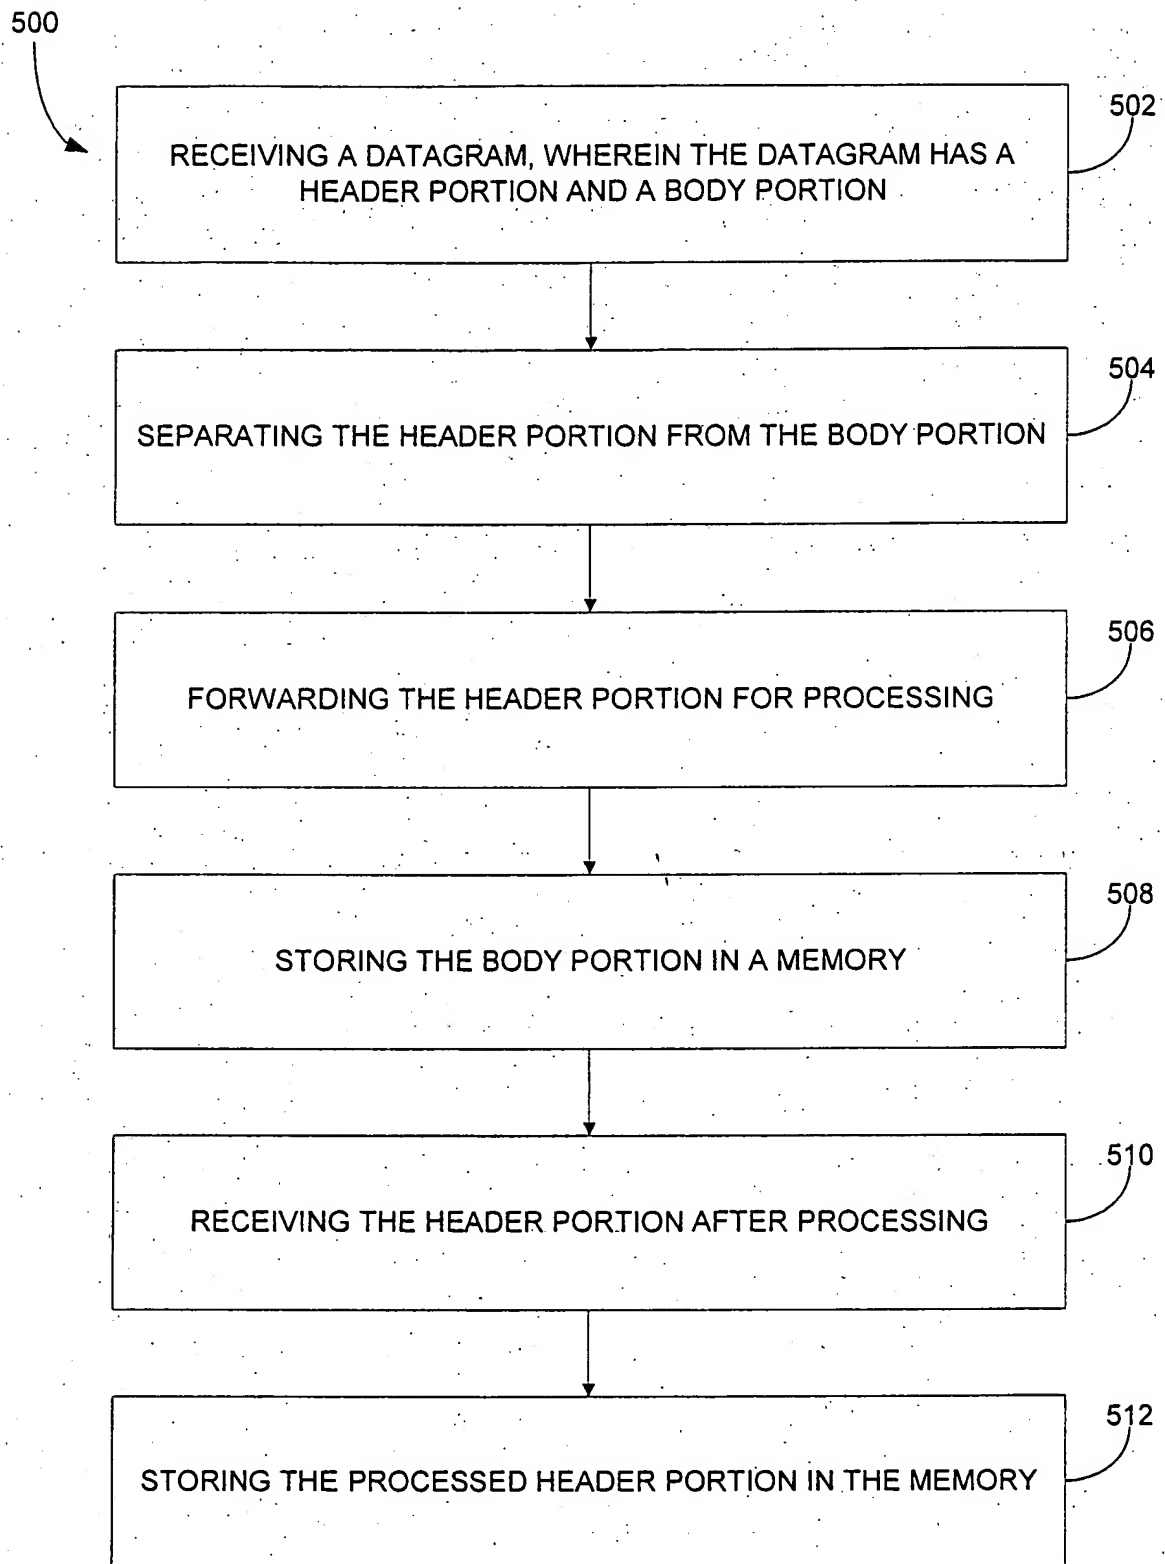 500
502
RECEIVING A DATAGRAM, WHEREIN THE DATAGRAM HAS A
HEADER PORTION AND A BODY PORTION
504
SEPARATING THE HEADER PORTION FROM THE BODY PORTION
506
FORWARDING THE HEADER PORTION FOR PROCESSING
508
STORING THE BODY PORTION IN A MEMORY
510
RECEIVING THE HEADER PORTION AFTER PROCESSING
512
STORING THE PROCESSED HEADER PORTION IN THE MEMORY